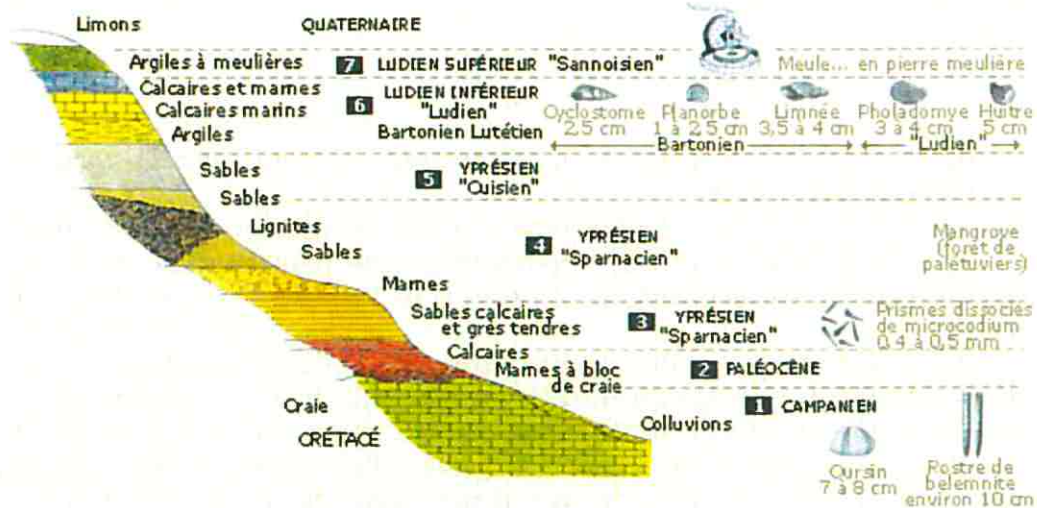 Limons
QUATERNAIRE
Argiles à meulières
7 LUDIEN SUPÉRIEUR "Sannoisien"
Meule... en pierre meulière
Calcaires et marnes
Calcaires marins
Argiles
6 LUDIEN INFÉRIEUR
"Ludien"
Bartonien Lutétien
Cyclostome
2,5 cm
Planorbe
1 à 2,5 cm
Limnée
3,5 à 4 cm
Pholadomye
3 à 4 cm
Huître
5 cm
Bartonien
"Ludien"
Sables
5 YPRÉSIEN
"Cuisien"
Sables
Lignites
Sables
4 YPRÉSIEN
"Sparnacien"
Mangrove
(forêt de
palétuviers)
Marnes
Sables calcaires
et grés tendres
3 YPRÉSIEN
"Sparnacien"
Prismes dissociés
de microcodium
0,4 à 0,5 mm
Calcaires
Marnes à bloc
de craie
2 PALÉOCÈNE
Craie
CRÉTACÉ
Colluvions
1 CAMPANIEN
Oursin
7 à 8 cm
Rostre de
belemnite
environ 10 cm